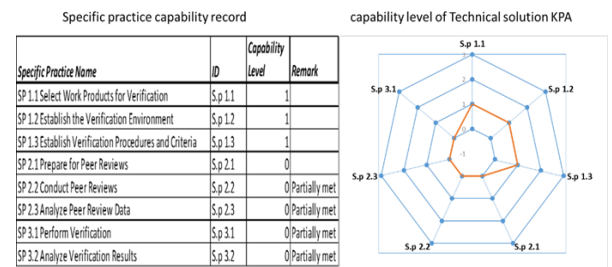 Specific practice capability record
capability level of Technical solution KPA
Specific Practice Name ID Capability Level Remark
SP 1.1 Select Work Products for Verification S.p 1.1 1
SP 1.2 Establish the Verification Environment S.p 1.2 1
SP 1.3 Establish Verification Procedures and Criteria S.p 1.3 1
SP 2.1 Prepare for Peer Reviews S.p 2.1 0
SP 2.2 Conduct Peer Reviews S.p 2.2 0 Partially met
SP 2.3 Analyze Peer Review Data S.p 2.3 0 Partially met
SP 3.1 Perform Verification S.p 3.1 0 Partially met
SP 3.2 Analyze Verification Results S.p 3.2 0 Partially met
S.p 1.1
S.p 1.2
S.p 1.3
S.p 2.1
S.p 2.2
S.p 2.3
S.p 3.1
3
2
1
0
-1